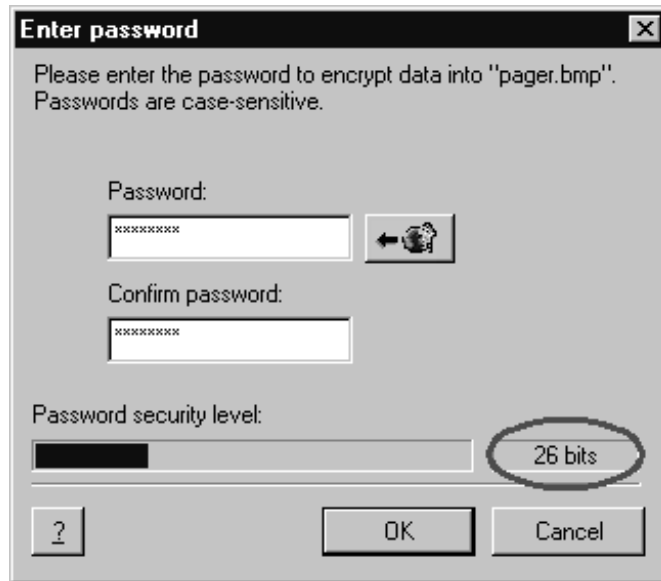 Enter password
Please enter the password to encrypt data into "pager.bmp".
Passwords are case-sensitive.
Password:
××××××××
Confirm password:
××××××××
Password security level:
26 bits
?
OK
Cancel